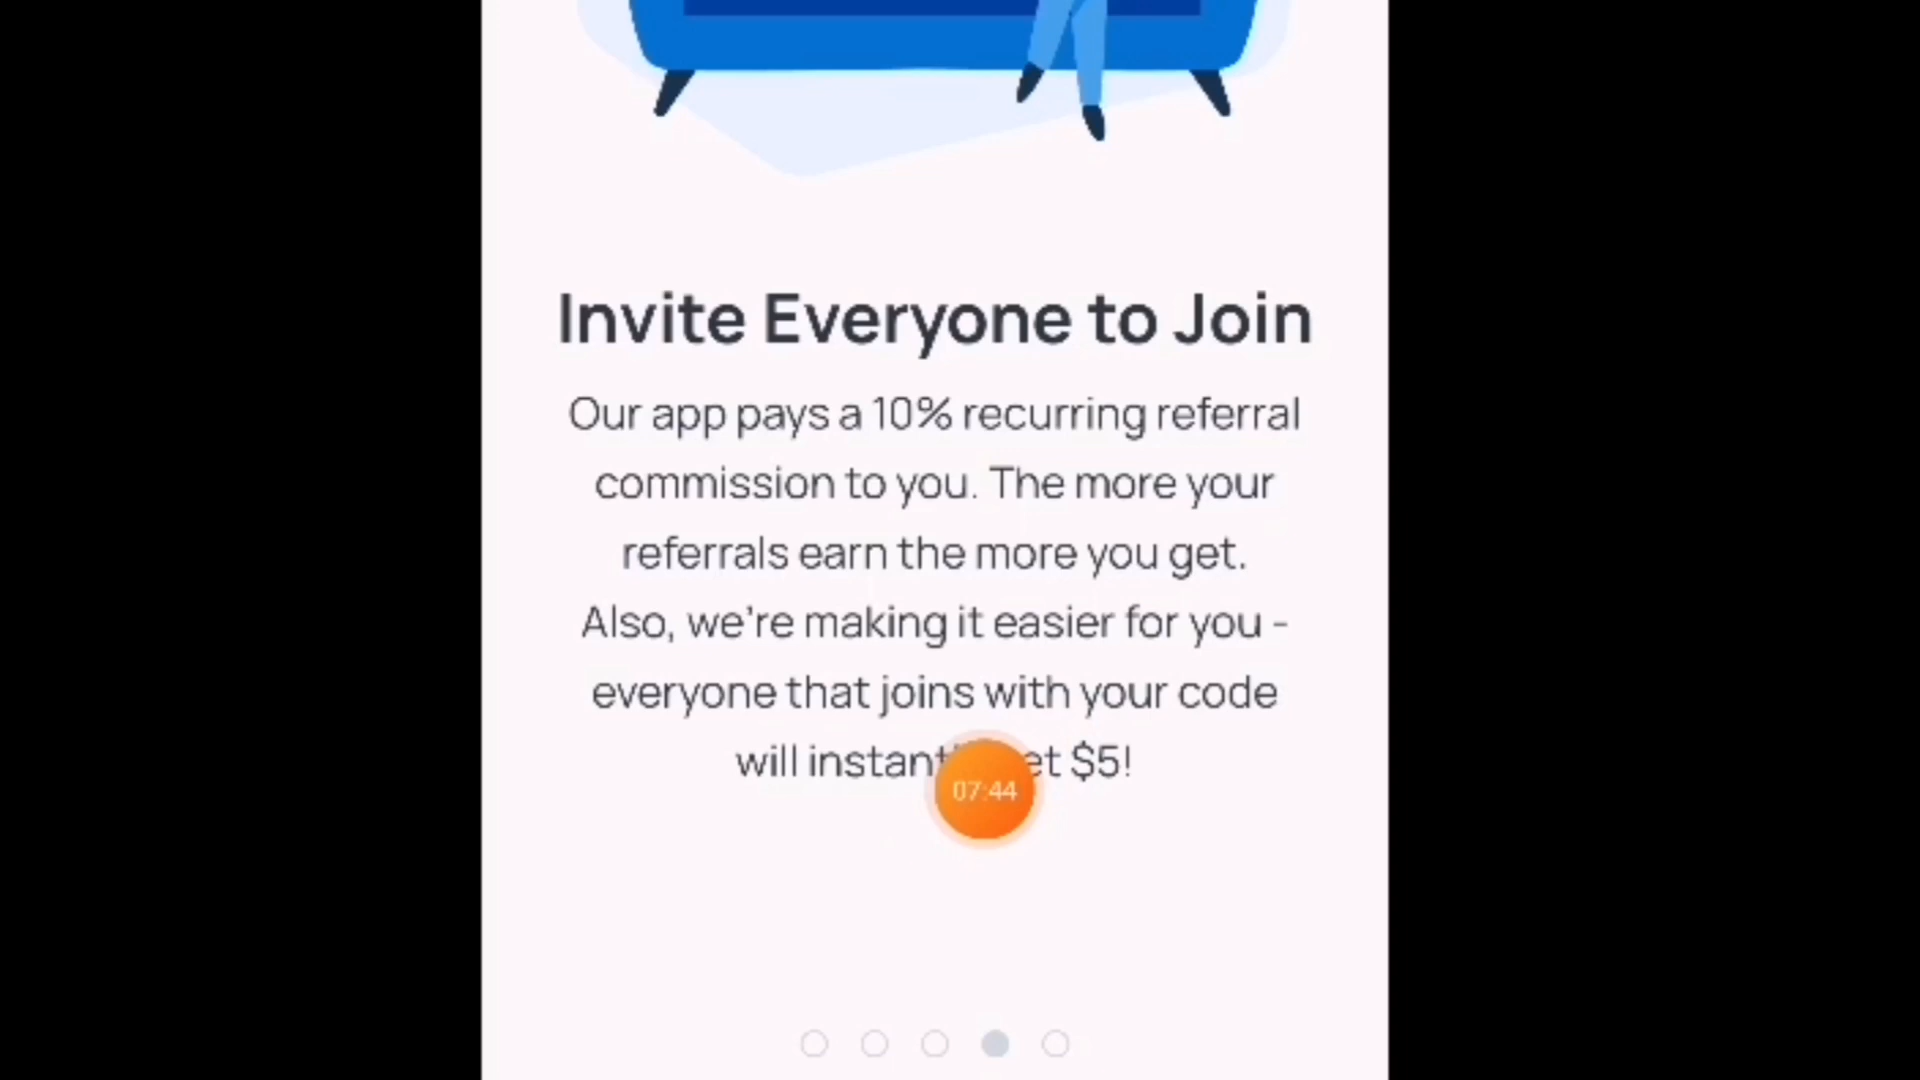 Invite Everyone to Join
Our app pays a 10% recurring referral
commission to you. The more your
referrals earn the more you get.
Also, we're making it easier for you -
everyone that joins with your code
will $5!
07:44